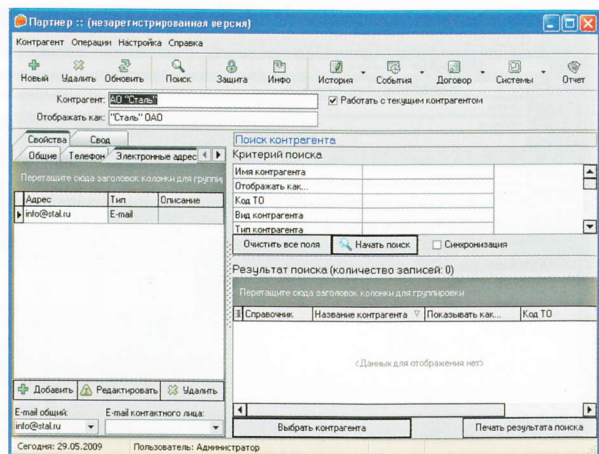 Партнер :: (незарегистрированная версия)
Контрагент Операции Настройка Справка
Новый Удалить Обновить Поиск Защита Инфо История События Договор Системы Отчет
Контрагент: АО "Сталь" Работать с текущим контрагентом
Отображать как: "Сталь" ОАО
Свойства Свод
Общие Телефон Электронные адрес
Перетащите сюда заголовок колонки для группи
Адрес Тип Описание
info@stal.ru E-mail
Добавить Редактировать Удалить
E-mail общий: E-mail контактного лица:
info@stal.ru
Поиск контрагента
Критерий поиска
Имя контрагента
Отображать как...
Код ТО
Вид контрагента
Тип контрагента
Очистить все поля Начать поиск Синхронизация
Результат поиска (количество записей: 0)
Перетащите сюда заголовок колонки для группировки
Справочник Название контрагента Показывать как... Код ТО
<Данных для отображения нет>
Выбрать контрагента Печать результата поиска
Сегодня: 29.05.2009 Пользователь: Администратор